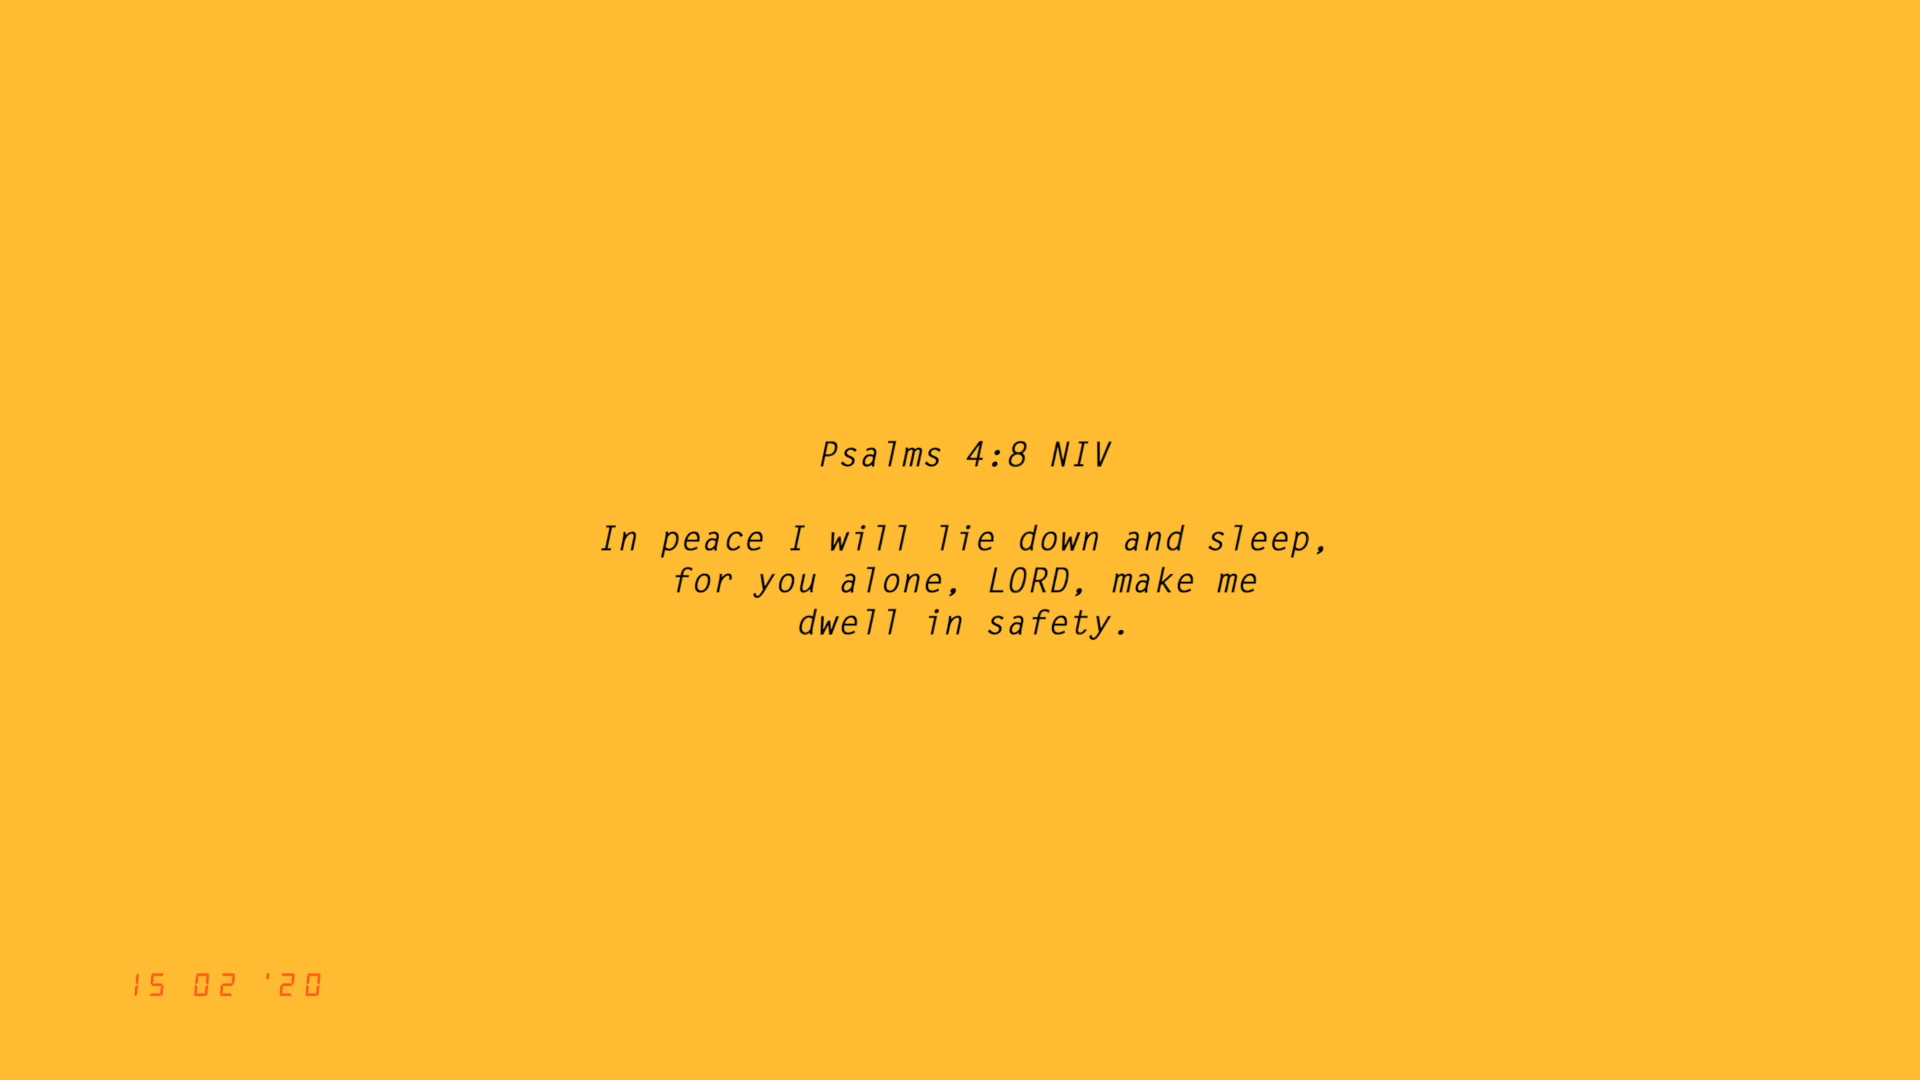 Psalms 4:8 NIV
In peace I will lie down and sleep,
for you alone, LORD, make me
dwell in safety.
15 02 '20